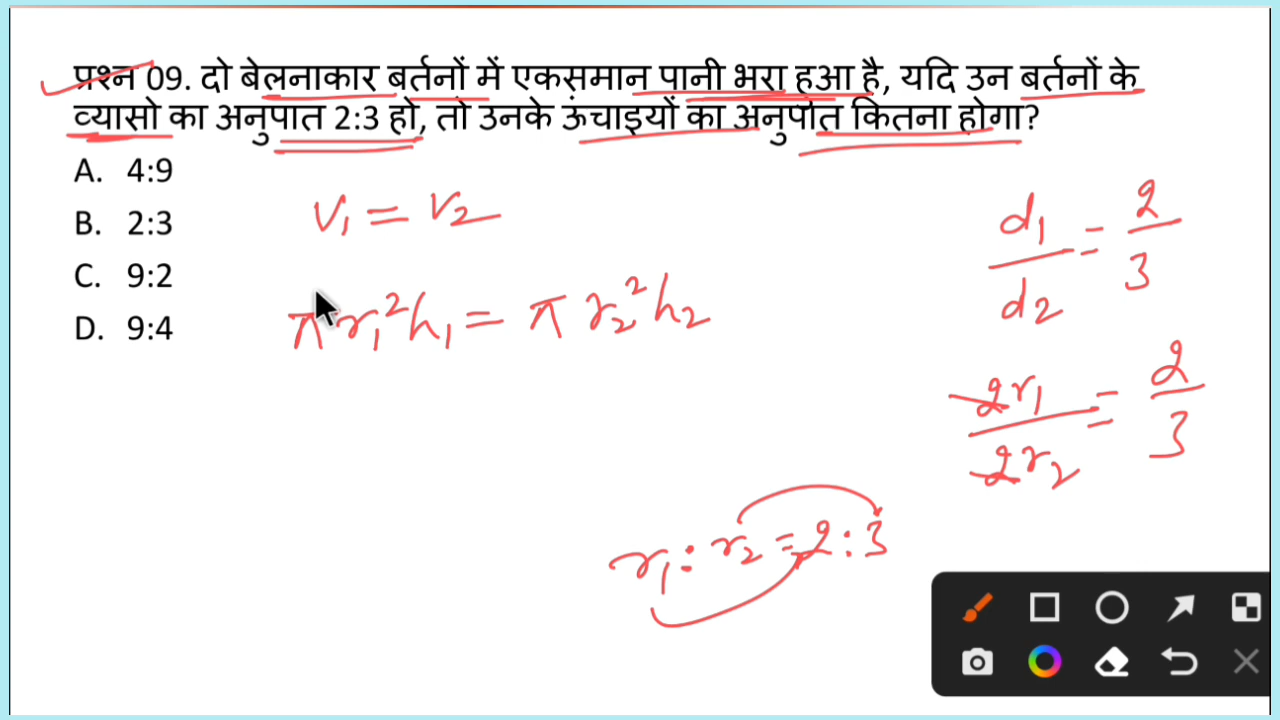 प्रश्न 09. दो बेलनाकार बर्तनों में एकसमान पानी भरा हआ है, यदि उन बर्तनों के
व्यासो का अनुपात 2:3 हो, तो उनके ऊंचाइयों का अनुपात कितना होगा?
A. 4:9
B. 2:3
C. 9:2
D. 9:4
V₁ = V₂
πr₁²h₁ = πr₂²h₂
d₁/d₂ = 2/3
2r₁/2r₂ = 2/3
r₁:r₂ = 2:3